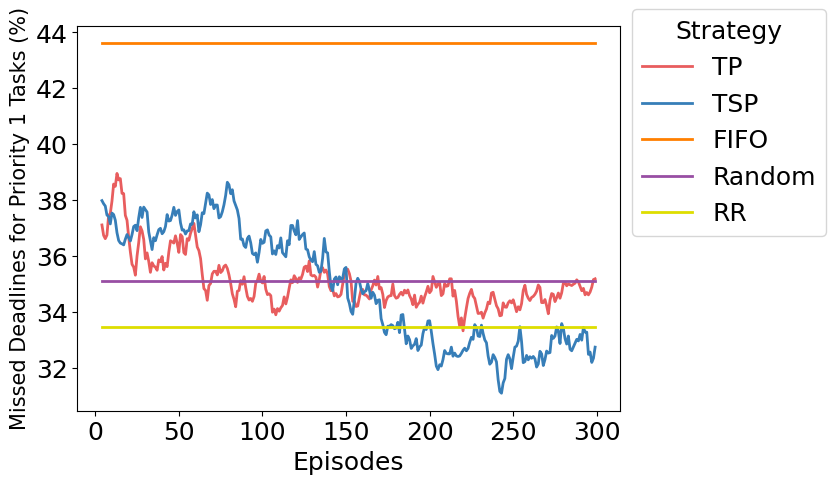 Missed Deadlines for Priority 1 Tasks (%)
44
42
40
38
36
34
32
0 50 100 150 200 250 300
Episodes
Strategy
TP
TSP
FIFO
Random
RR